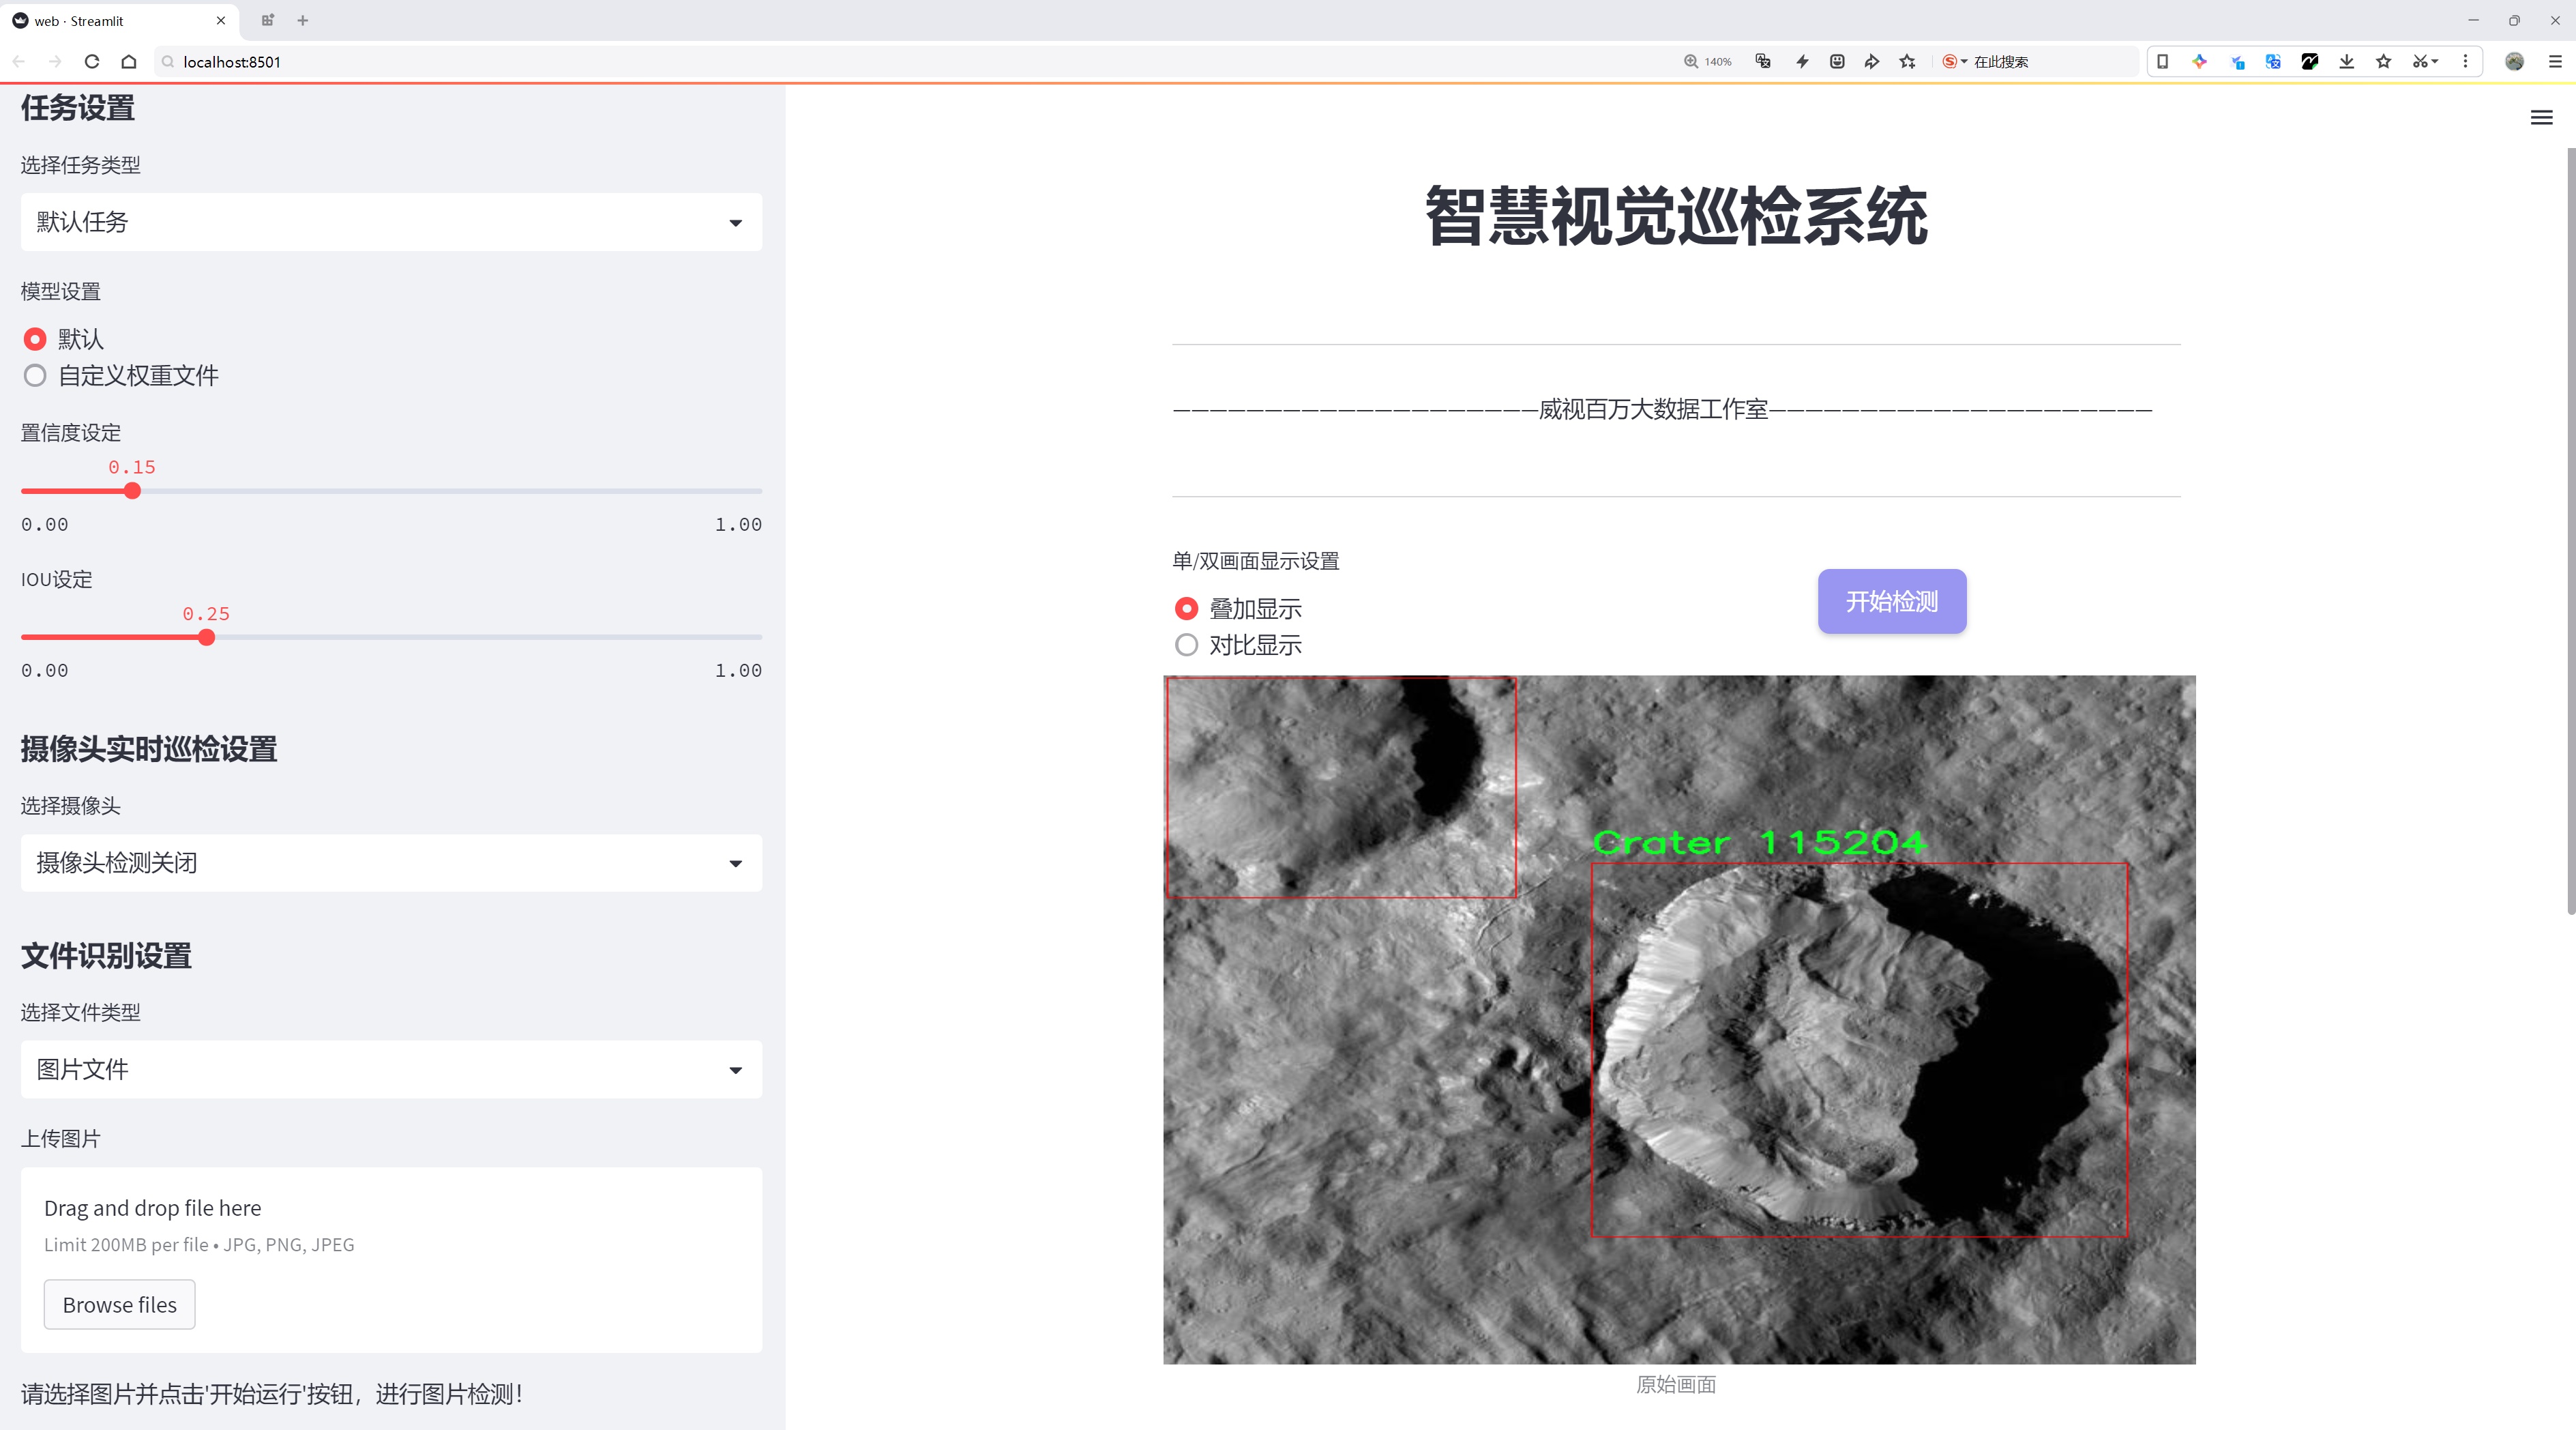 web · Streamlit
localhost:8501
140%
在此搜索
任务设置
选择任务类型
默认任务
模型设置
默认
自定义权重文件
置信度设定
0.15
0.00 1.00
IOU设定
0.25
0.00 1.00
摄像头实时巡检设置
选择摄像头
摄像头检测关闭
文件识别设置
选择文件类型
图片文件
上传图片
Drag and drop file here
Limit 200MB per file • JPG, PNG, JPEG
Browse files
请选择图片并点击'开始运行'按钮，进行图片检测！
智慧视觉巡检系统
————————————————————威视百万大数据工作室—————————————————————
单/双画面显示设置
叠加显示
对比显示
开始检测
Crater 115204
原始画面